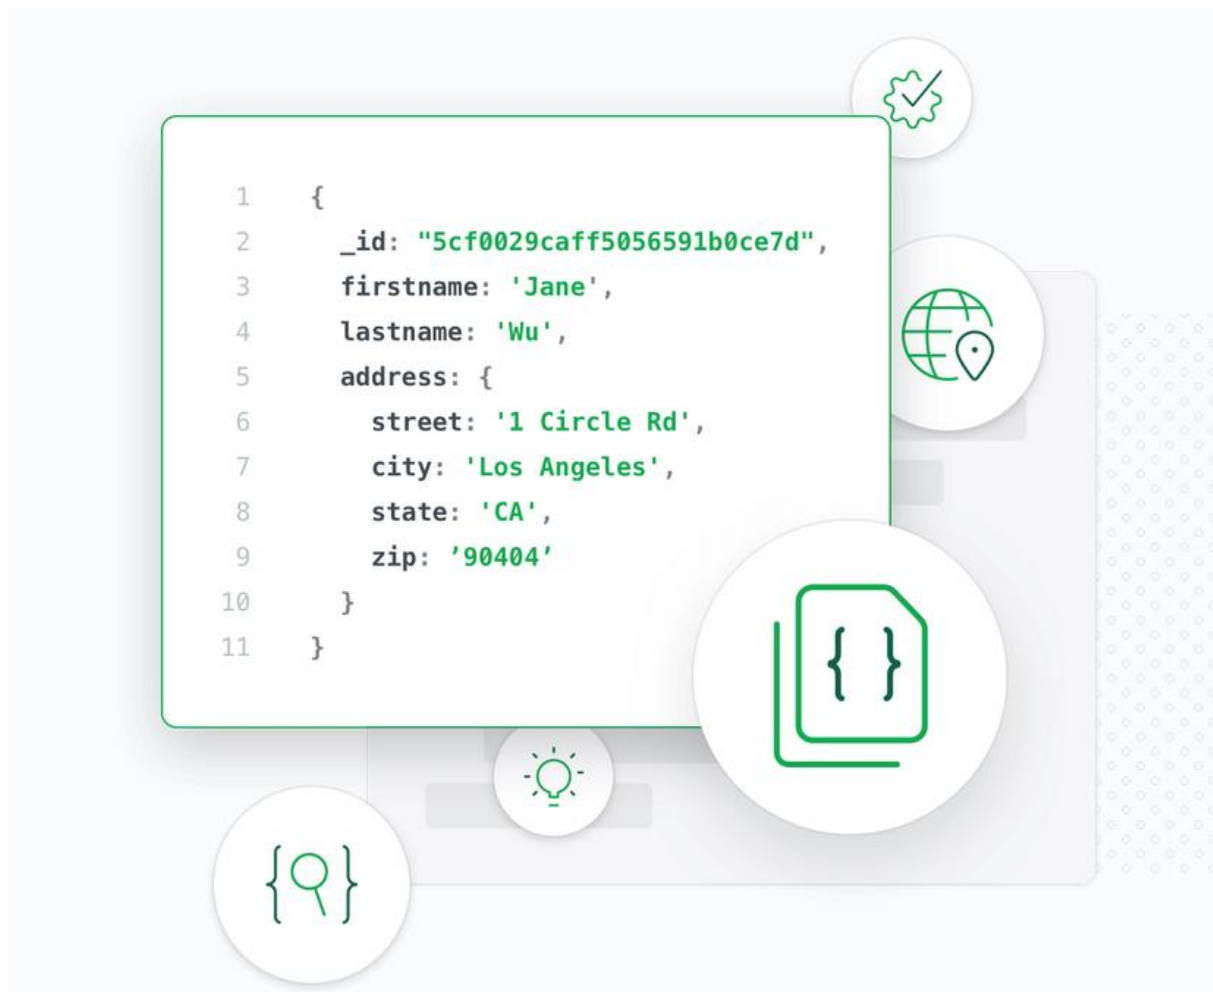 1 {
2 _id: "5cf0029caff5056591b0ce7d",
3 firstname: 'Jane',
4 lastname: 'Wu',
5 address: {
6 street: '1 Circle Rd',
7 city: 'Los Angeles',
8 state: 'CA',
9 zip: ’90404’
10 }
11 }
{ }
{ }